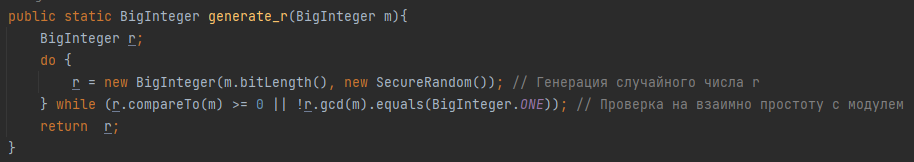 public static BigInteger generate_r(BigInteger m){
    BigInteger r;
    do {
        r = new BigInteger(m.bitLength(), new SecureRandom()); // Генерация случайного числа r
    } while (r.compareTo(m) >= 0 || !r.gcd(m).equals(BigInteger.ONE)); // Проверка на взаимно простоту с модулем
    return  r;
}